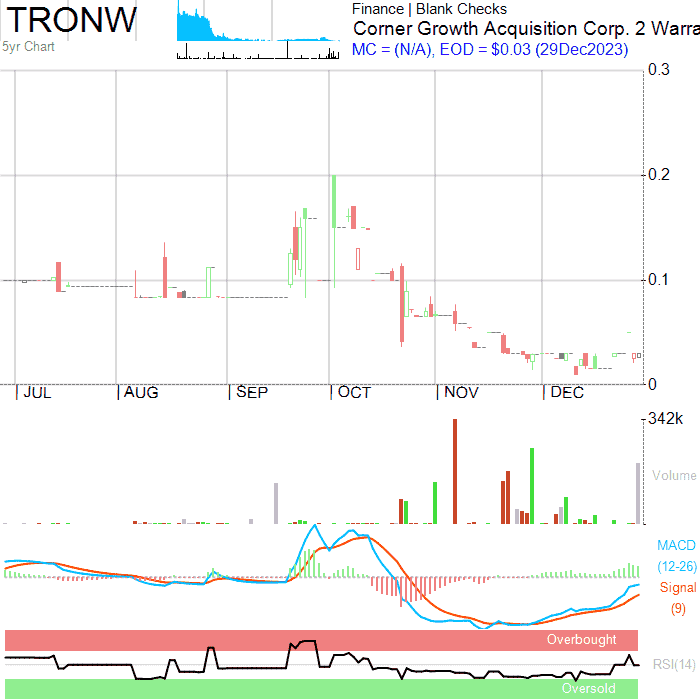 TRONW
5yr Chart
Finance | Blank Checks
Corner Growth Acquisition Corp. 2 Warra
MC = (N/A), EOD = $0.03 (29Dec2023)
0.3
0.2
0.1
0
JUL
AUG
SEP
OCT
NOV
DEC
342k
Volume
MACD
(12-26)
Signal
(9)
Overbought
RSI(14)
Oversold